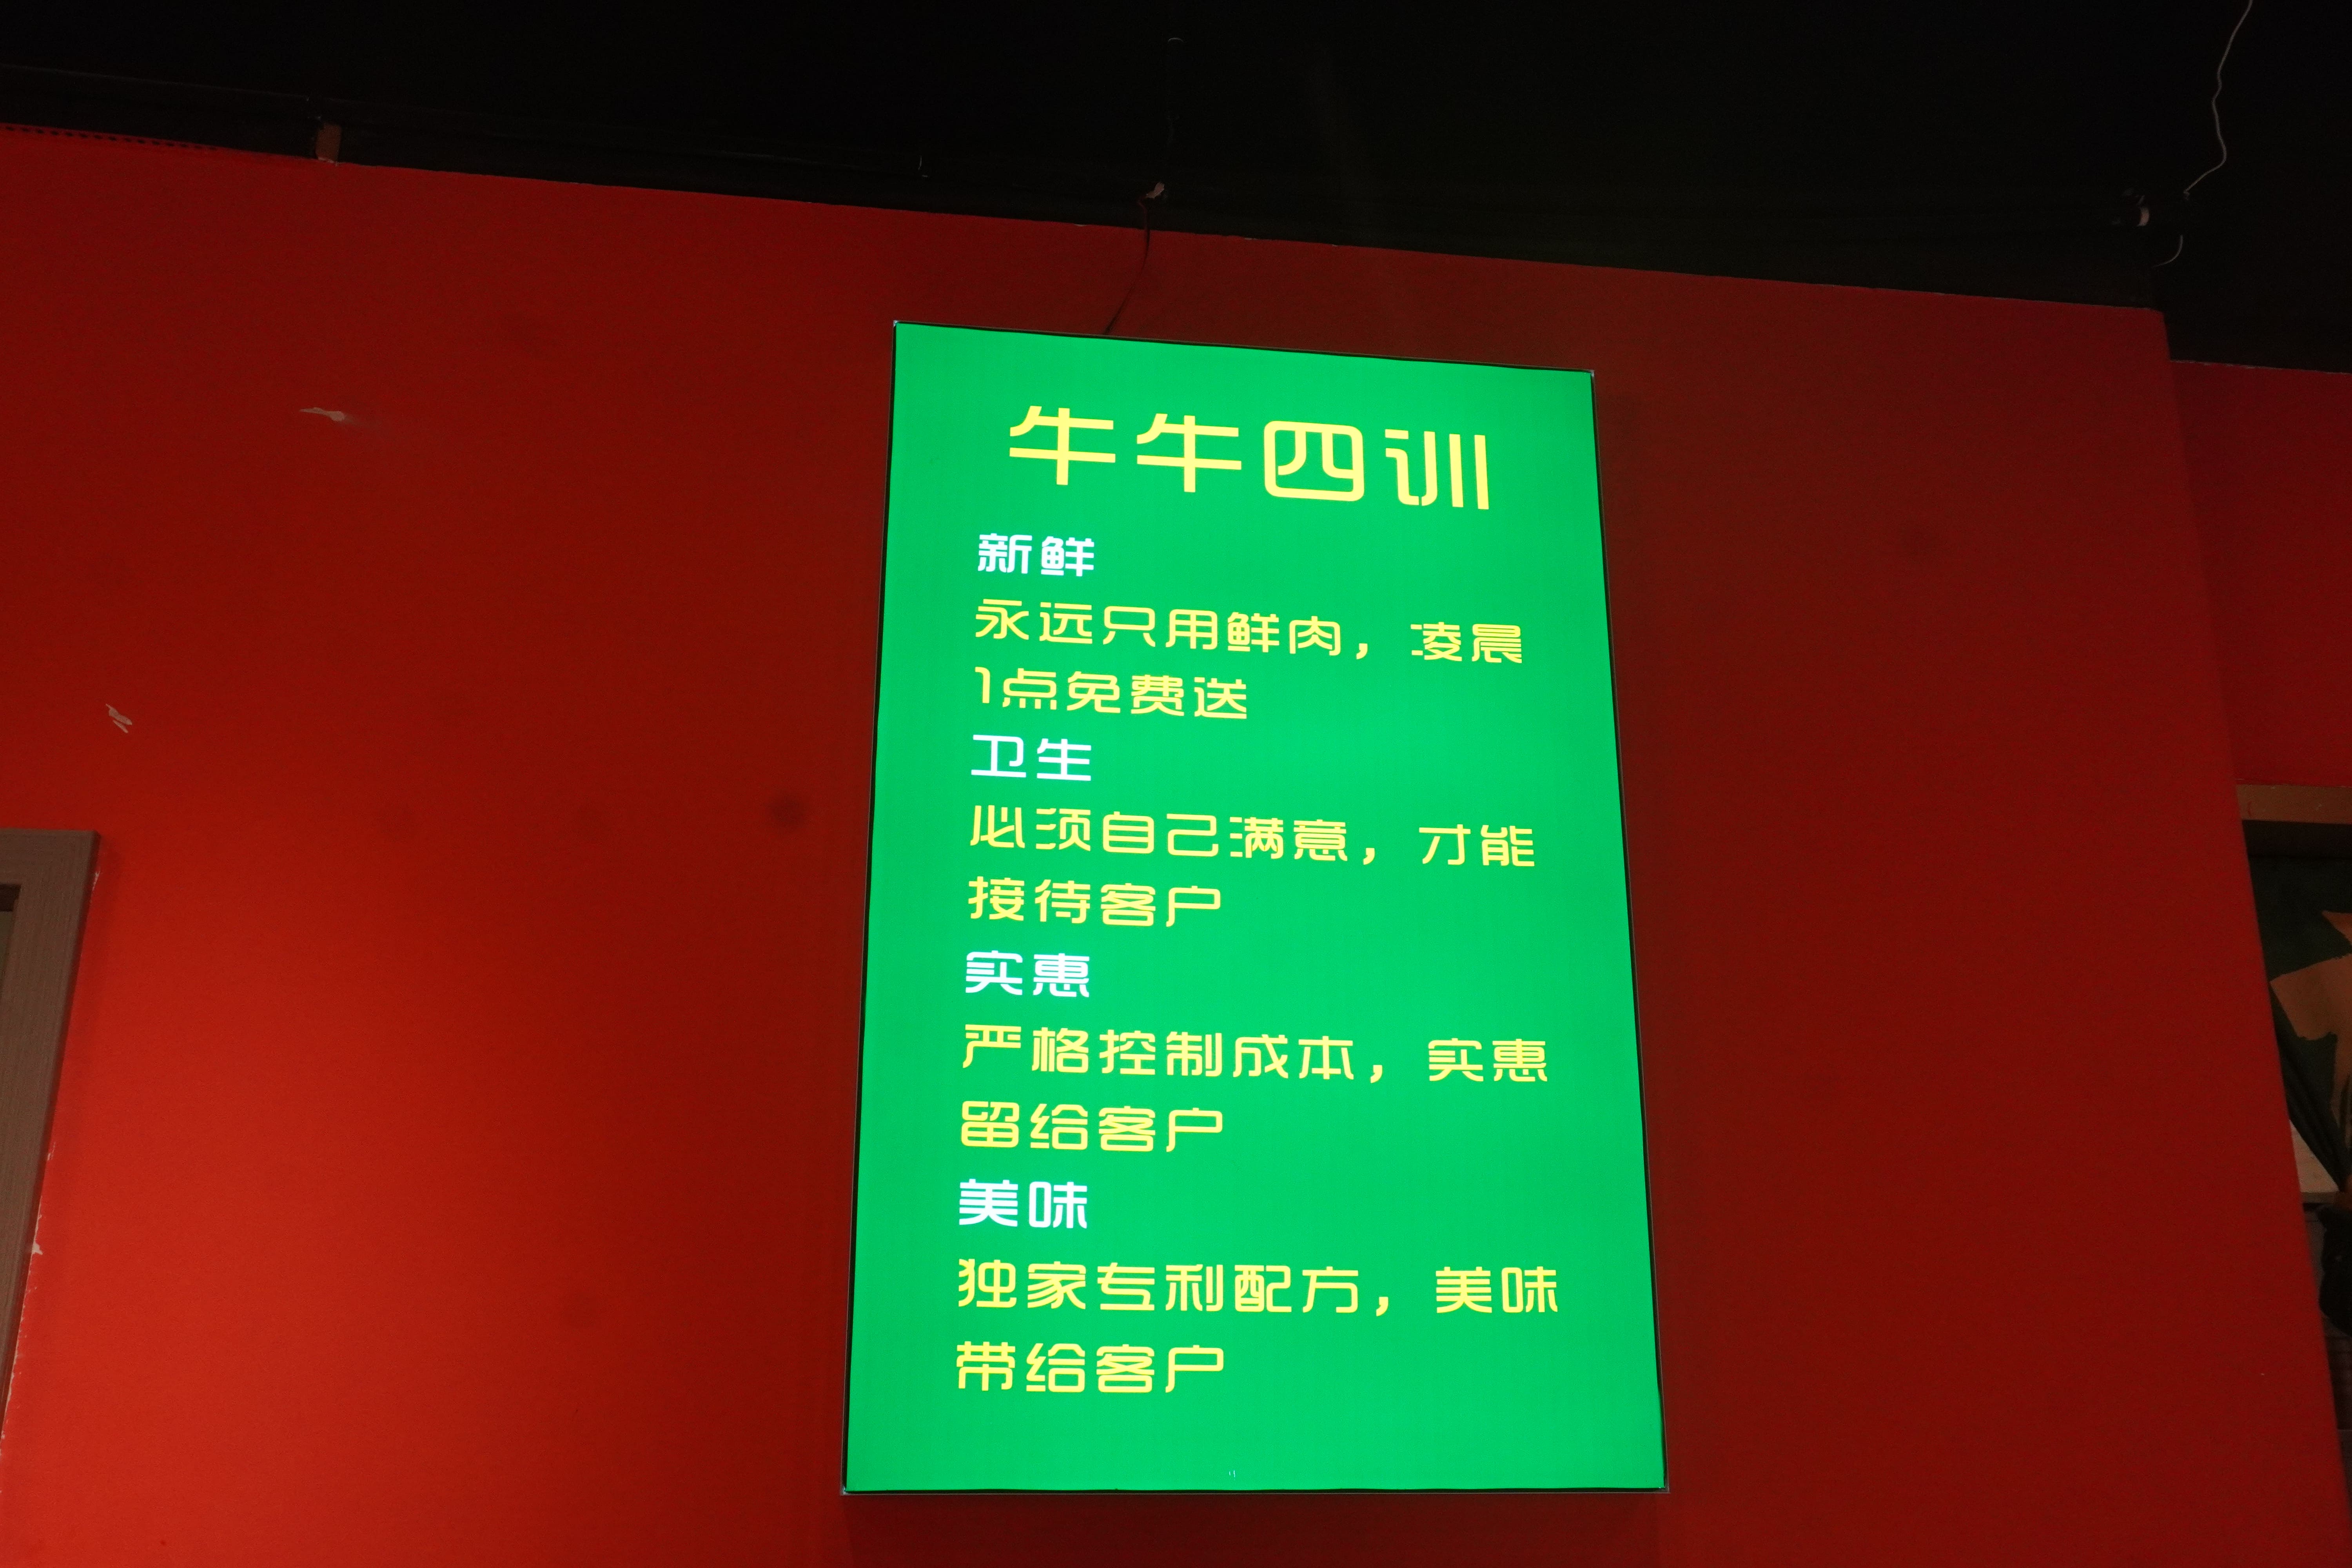 牛牛四训
新鲜
永远只用鲜肉，凌晨
1点免费送
卫生
必须自己满意，才能
接待客户
实惠
严格控制成本，实惠
留给客户
美味
独家专利配方，美味
带给客户